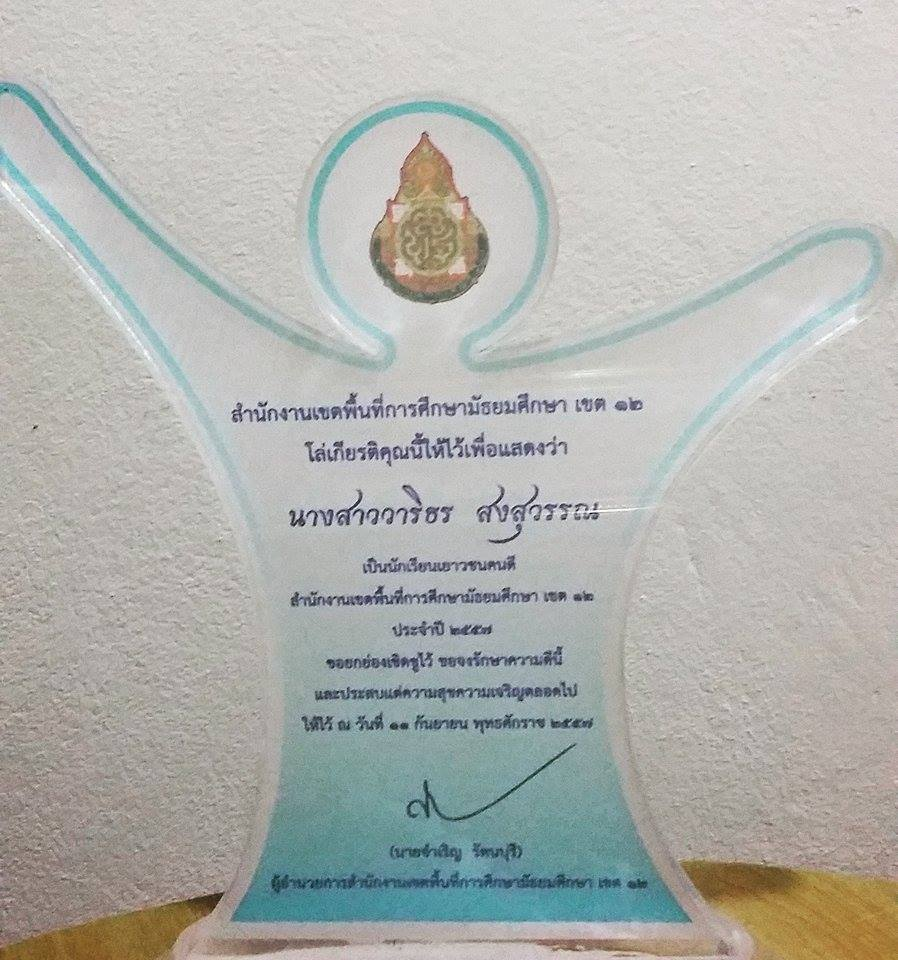 สำนักงานเขตพื้นที่การศึกษามัธยมศึกษา เขต ๑๒
โล่เกียรติคุณนี้ให้ไว้เพื่อแสดงว่า
นางสาววาริธร สงสุวรรณ
เป็นนักเรียนเยาวชนคนดี
สำนักงานเขตพื้นที่การศึกษามัธยมศึกษา เขต ๑๒
ประจำปี ๒๕๕๗
ขอยกย่องเชิดชูไว้ ขอจงรักษาความดีนี้
และประสบแต่ความสุขความเจริญตลอดไป
ให้ไว้ ณ วันที่ ๑๑ กันยายน พุทธศักราช ๒๕๕๗
(นายจำเริญ รัตนบุรี)
ผู้อำนวยการสำนักงานเขตพื้นที่การศึกษามัธยมศึกษา เขต ๑๒